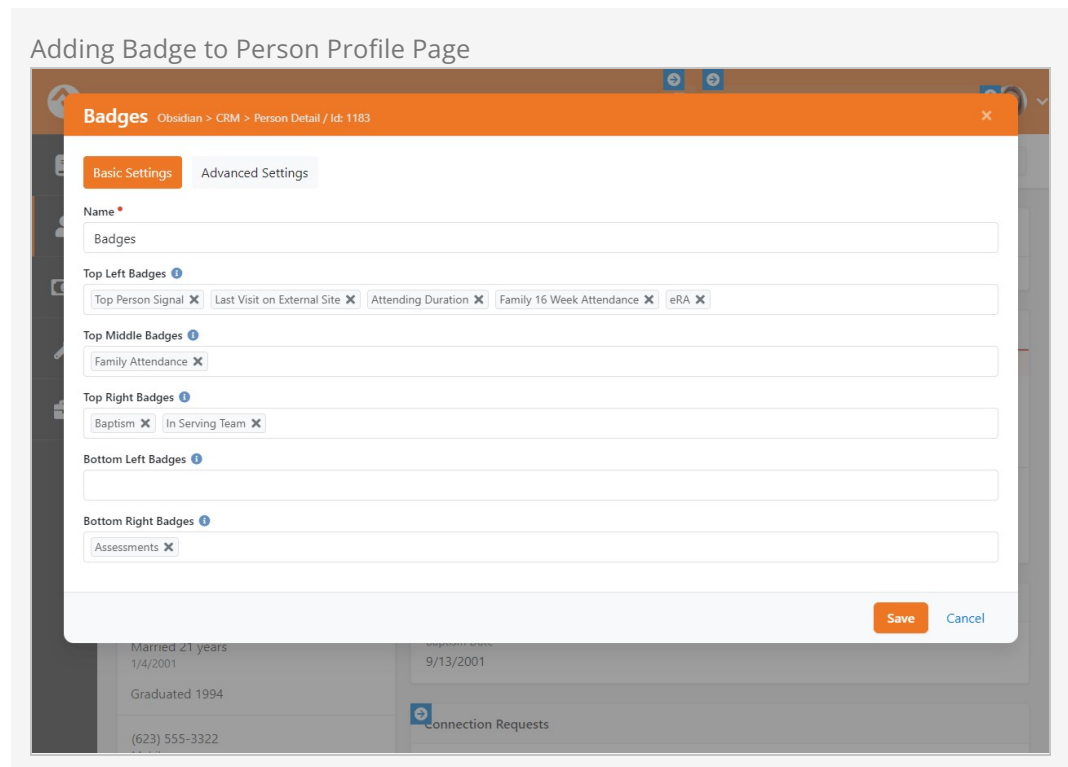 Adding Badge to Person Profile Page
Badges Obsidian > CRM > Person Detail / Id: 1183
Basic Settings Advanced Settings
Name
Badges
Top Left Badges
Top Person Signal Last Visit on External Site Attending Duration Family 16 Week Attendance eRA
Top Middle Badges
Family Attendance
Top Right Badges
Baptism In Serving Team
Bottom Left Badges
Bottom Right Badges
Assessments
Save Cancel
Married 21 years
1/4/2001
9/13/2001
Graduated 1994
Connection Requests
(623) 555-3322